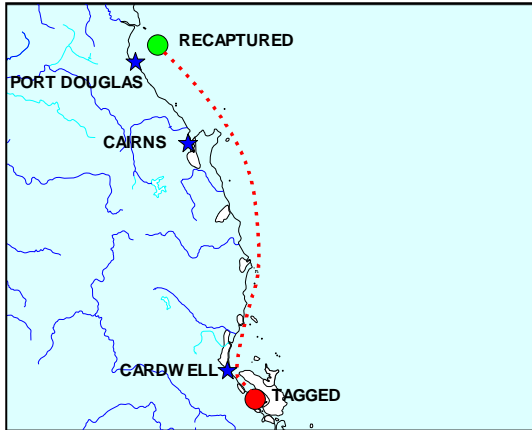 RECAPTURED
PORT DOUGLAS
CAIRNS
CARDWELL
TAGGED